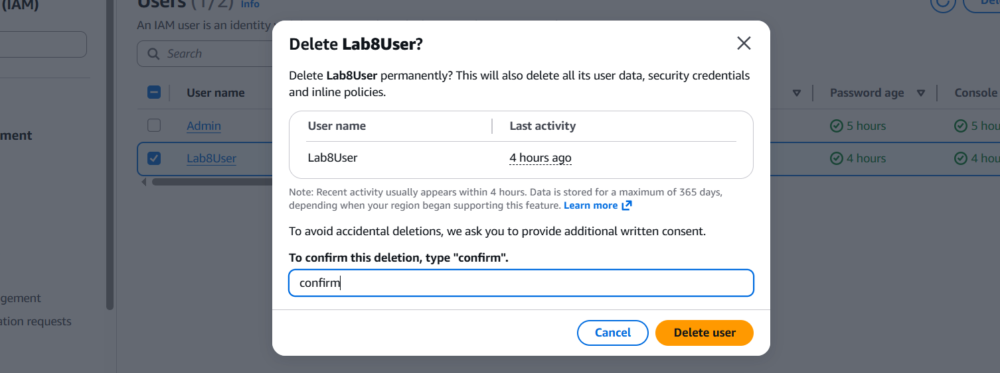 (IAM)
Users (1/2) Info
An IAM user is an identity
Search
User name
Password age
Console
Admin
5 hours
5 hou
ment
Lab8User
4 hours
4 hou
gement
ation requests
Delete Lab8User?
Delete Lab8User permanently? This will also delete all its user data, security credentials
and inline policies.
User name
Last activity
Lab8User
4 hours ago
Note: Recent activity usually appears within 4 hours. Data is stored for a maximum of 365 days,
depending when your region began supporting this feature. Learn more
To avoid accidental deletions, we ask you to provide additional written consent.
To confirm this deletion, type "confirm".
confirm
Cancel
Delete user